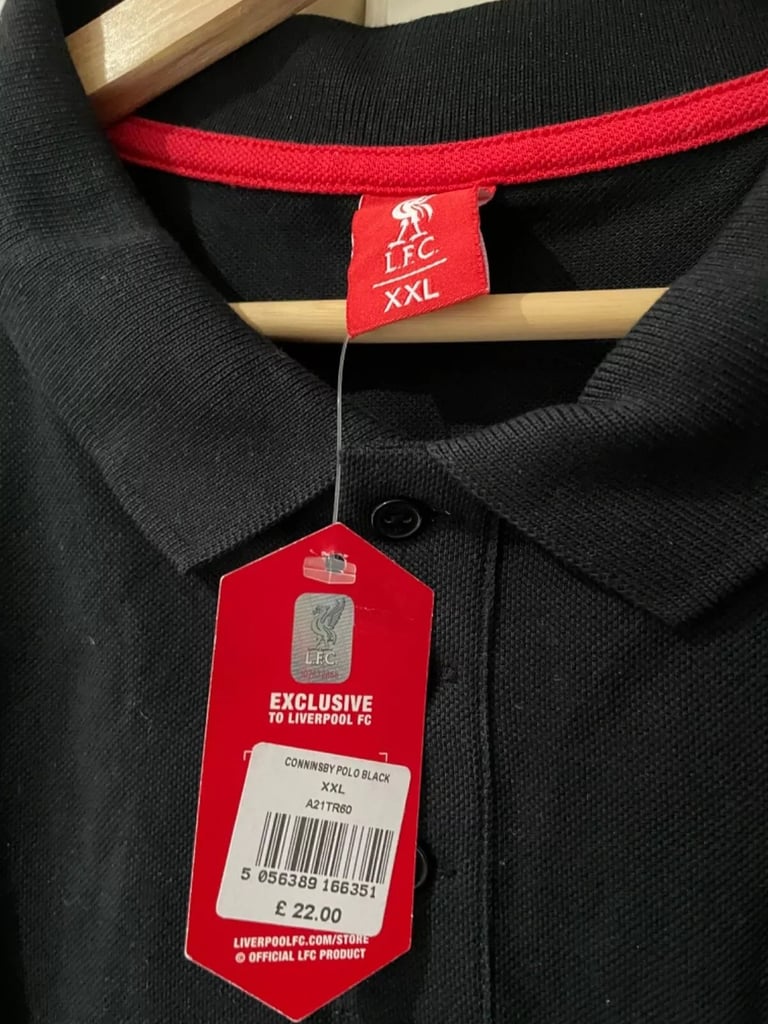 L.F.C.
XXL
L.F.C.
EXCLUSIVE
TO LIVERPOOL FC
CONNINSBY POLO BLACK
XXL
A21TR60
5 056389 166351
£ 22.00
LIVERPOOLFC.COM/STORE
© OFFICIAL LFC PRODUCT